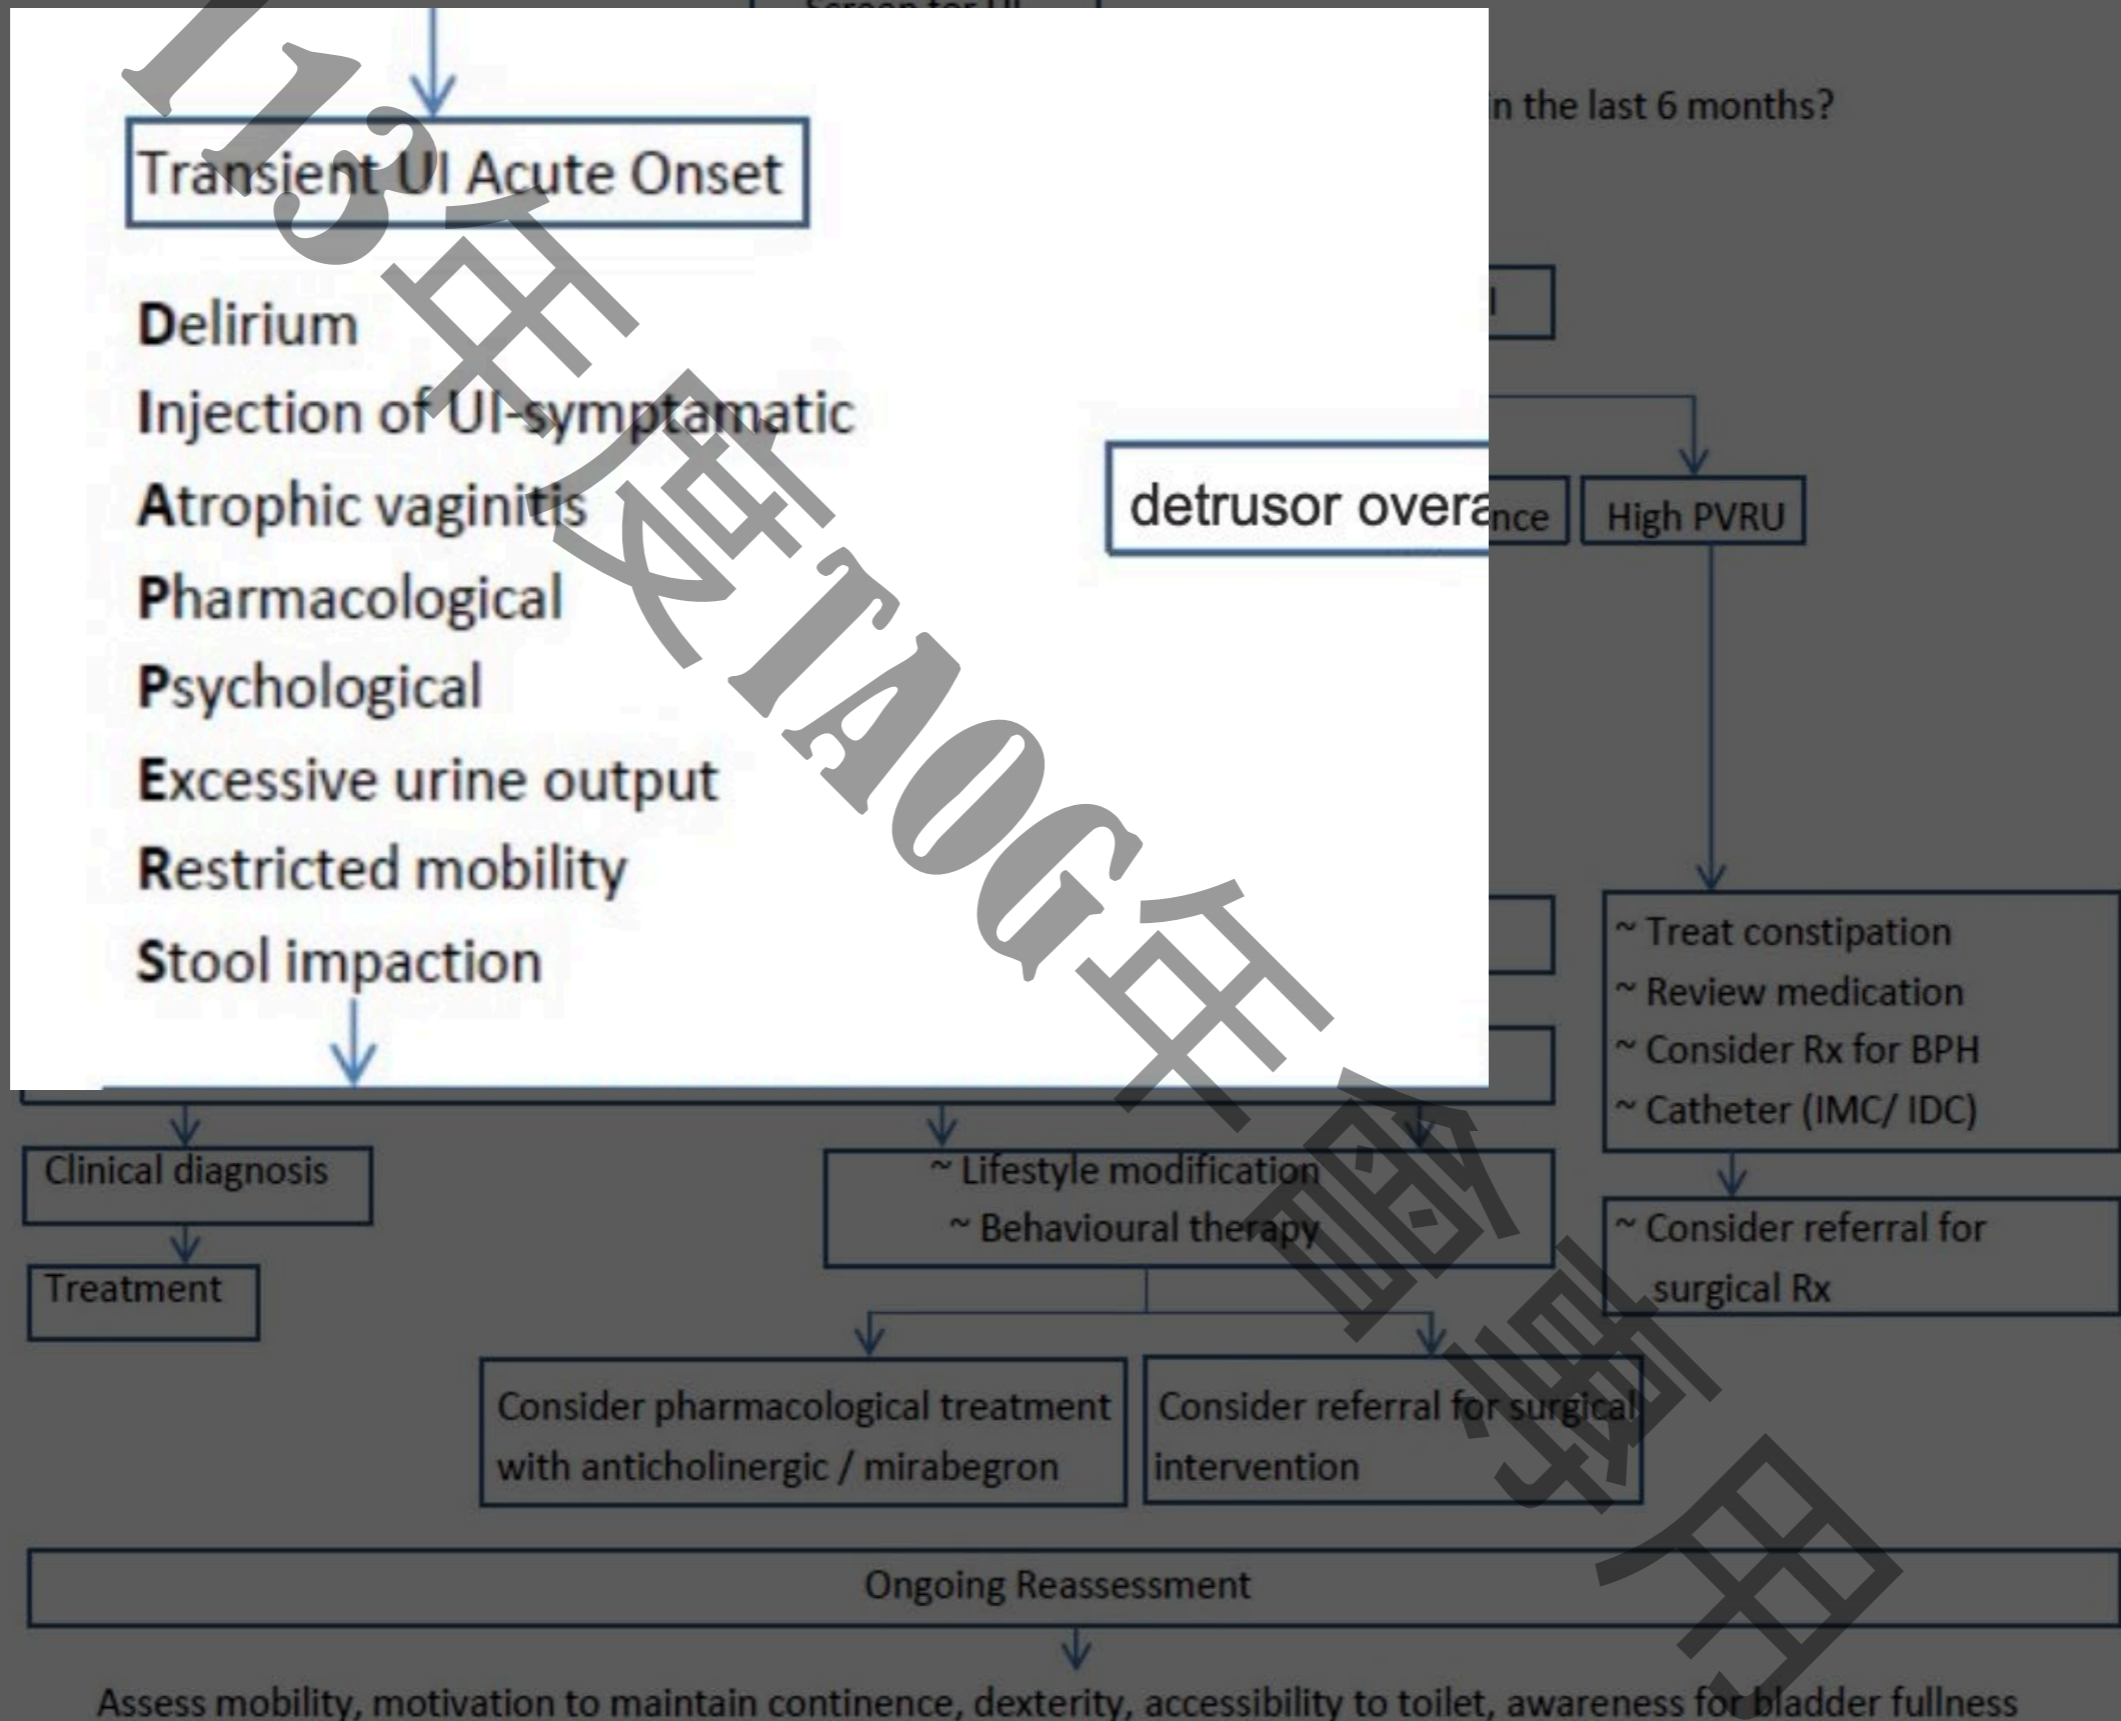 Screen for UI
in the last 6 months?
Transient UI Acute Onset
Delirium
Injection of UI-symptamatic
Atrophic vaginitis
Pharmacological
Psychological
Excessive urine output
Restricted mobility
Stool impaction
detrusor overa
nce
High PVRU
~ Treat constipation
~ Review medication
~ Consider Rx for BPH
~ Catheter (IMC/ IDC)
~ Consider referral for
surgical Rx
Clinical diagnosis
Treatment
~ Lifestyle modification
~ Behavioural therapy
Consider pharmacological treatment
with anticholinergic / mirabegron
Consider referral for surgical
intervention
Ongoing Reassessment
Assess mobility, motivation to maintain continence, dexterity, accessibility to toilet, awareness for bladder fullness
113年度TAOG年會專用